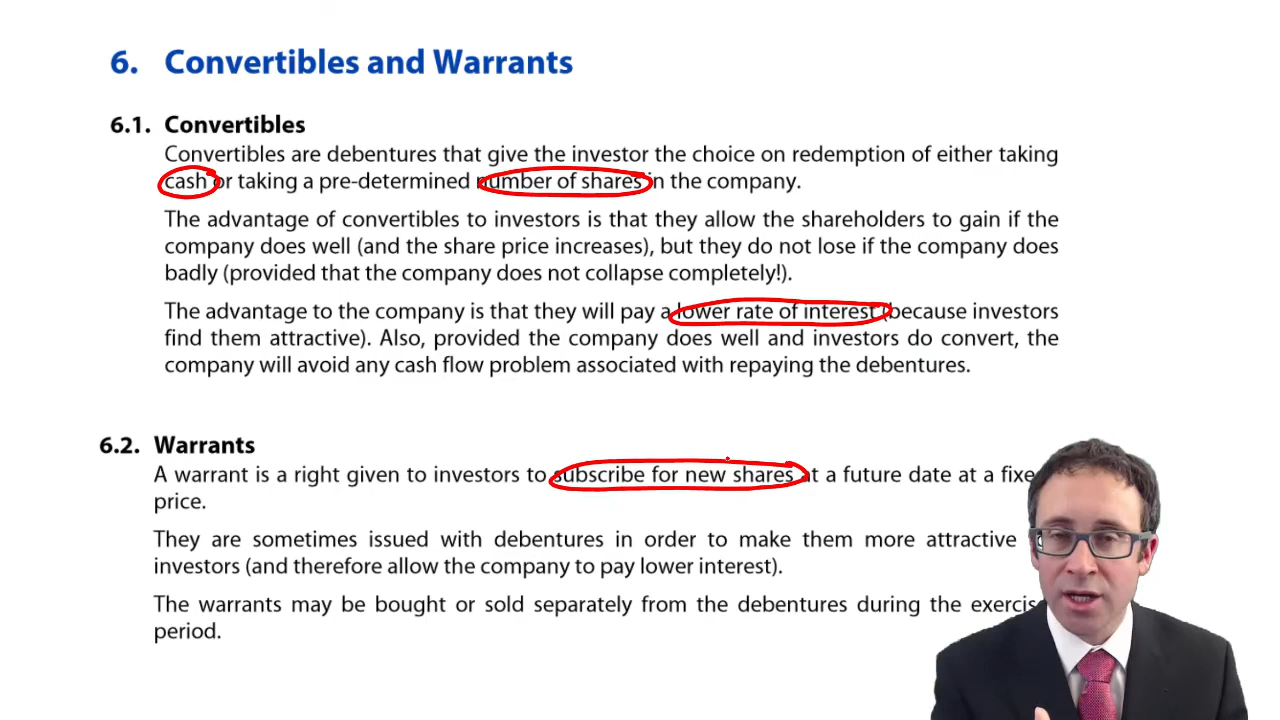 6. Convertibles and Warrants
6.1. Convertibles
Convertibles are debentures that give the investor the choice on redemption of either taking
cash or taking a pre-determined number of shares in the company.
The advantage of convertibles to investors is that they allow the shareholders to gain if the
company does well (and the share price increases), but they do not lose if the company does
badly (provided that the company does not collapse completely!).
The advantage to the company is that they will pay a lower rate of interest (because investors
find them attractive). Also, provided the company does well and investors do convert, the
company will avoid any cash flow problem associated with repaying the debentures.
6.2. Warrants
A warrant is a right given to investors to subscribe for new shares at a future date at a fixe
price.
They are sometimes issued with debentures in order to make them more attractive
investors (and therefore allow the company to pay lower interest).
The warrants may be bought or sold separately from the debentures during the exercis
period.